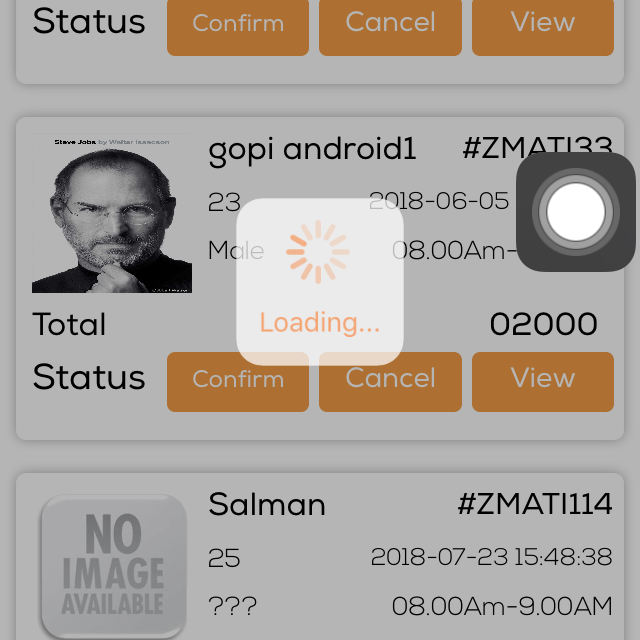 Status Confirm Cancel View
Steve Jobs by Walter Isaacson
gopi android1 #ZMATI33
23 2018-06-05
Male 08.00Am-
Loading...
Total 02000
Status Confirm Cancel View
Salman #ZMATI114
25 2018-07-23 15:48:38
??? 08.00Am-9.00AM
NO
IMAGE
AVAILABLE